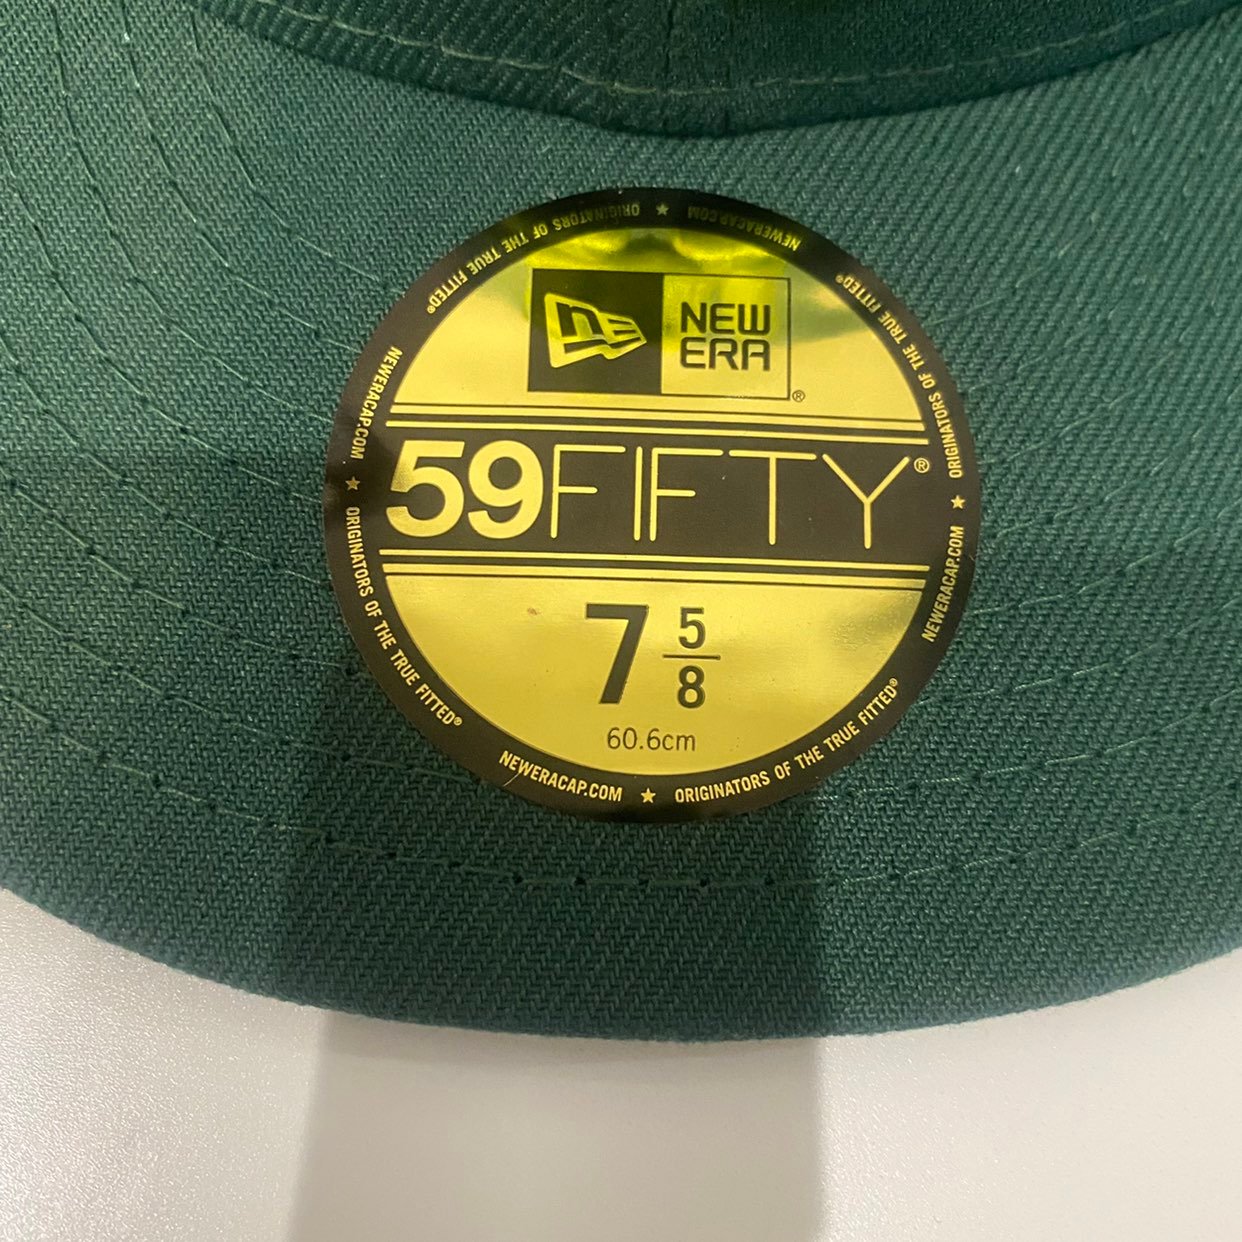 NE
NEW
ERA®
59FIFTY®
7 5/8
60.6cm
NEWERACAP.COM ★ ORIGINATORS OF THE TRUE FITTED®
NEWERACAP.COM ★ ORIGINATORS OF THE TRUE FITTED®
NEWERACAP.COM ★ ORIGINATORS OF THE TRUE FITTED®
NEWERACAP.COM ★ ORIGINATORS OF THE TRUE FITTED®